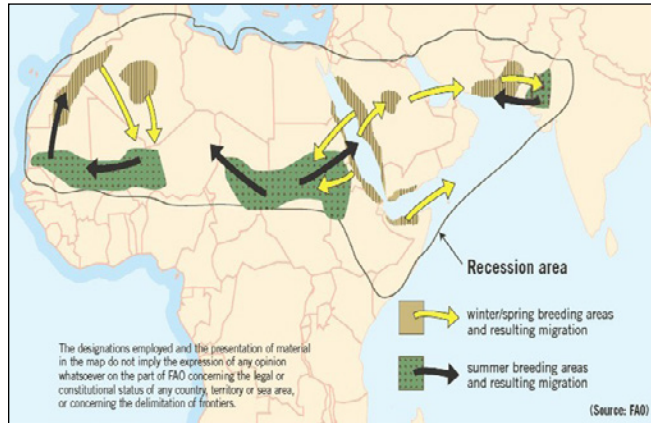 Recession area
winter/spring breeding areas
and resulting migration
The designations employed and the presentation of material
in the map do not imply the expression of any opinion
whatsoever on the part of FAO concerning the legal or
constitutional status of any country, territory or sea area,
or concerning the delimitation of frontiers.
summer breeding areas
and resulting migration
(Source: FAO)